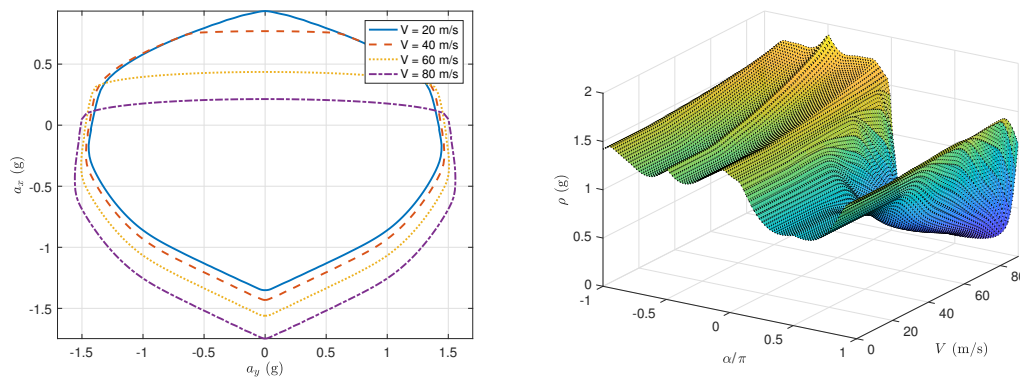 V = 20 m/s
V = 40 m/s
V = 60 m/s
V = 80 m/s
0.5
0
-0.5
-1
-1.5
a_x (g)
-1.5 -1 -0.5 0 0.5 1 1.5
a_y (g)
2
1.5
1
0.5
0
ρ (g)
-1 -0.5 0 0.5 1
α/π
0 20 40 60 80
V (m/s)